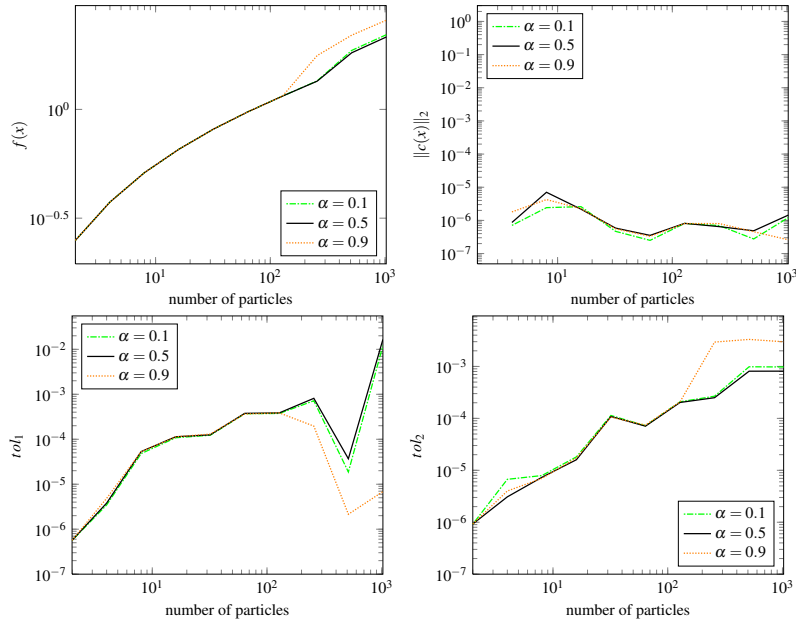 10^0
10^−0.5
f(x)
α = 0.1
α = 0.5
α = 0.9
10^1
10^2
10^3
number of particles
10^0
10^−1
10^−2
10^−3
10^−4
10^−5
10^−6
10^−7
||c(x)||_2
α = 0.1
α = 0.5
α = 0.9
10^1
10^2
10^3
number of particles
10^−2
10^−3
10^−4
10^−5
10^−6
10^−7
tol_1
α = 0.1
α = 0.5
α = 0.9
10^1
10^2
10^3
number of particles
10^−3
10^−4
10^−5
10^−6
10^−7
tol_2
α = 0.1
α = 0.5
α = 0.9
10^1
10^2
10^3
number of particles